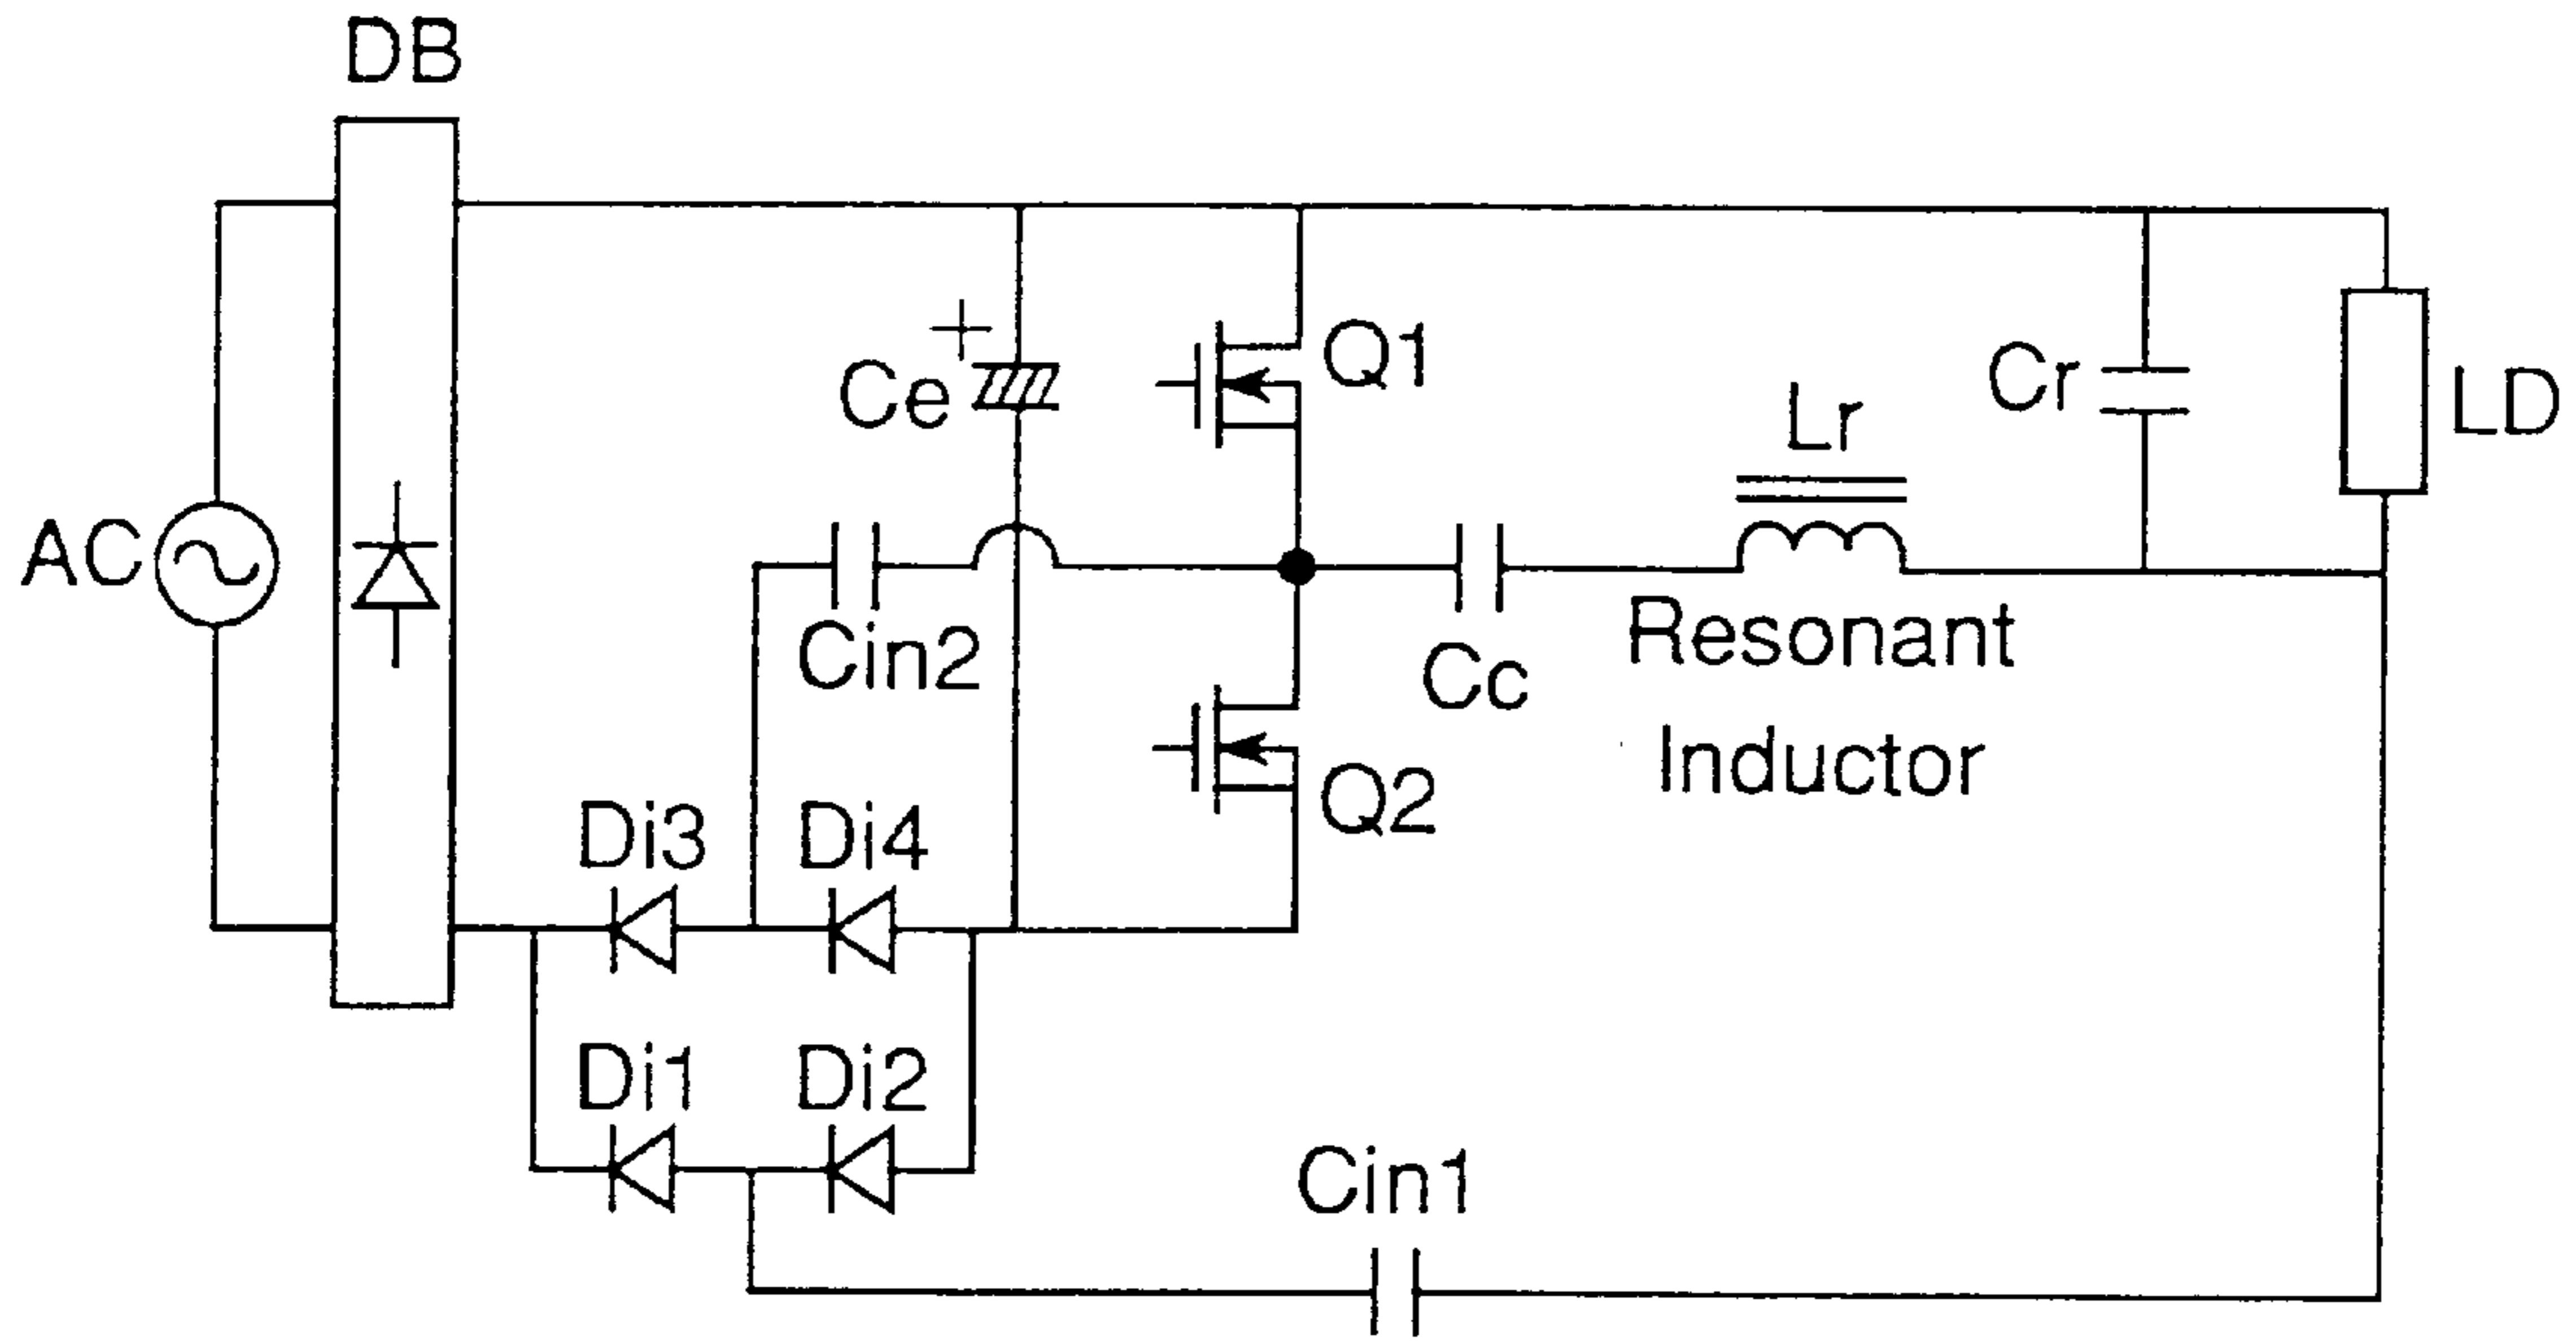 DB
AC
+
Ce
Q1
Cr
LD
Lr
Resonant
Inductor
Cin2
Cc
Q2
Di3
Di4
Di1
Di2
Cin1